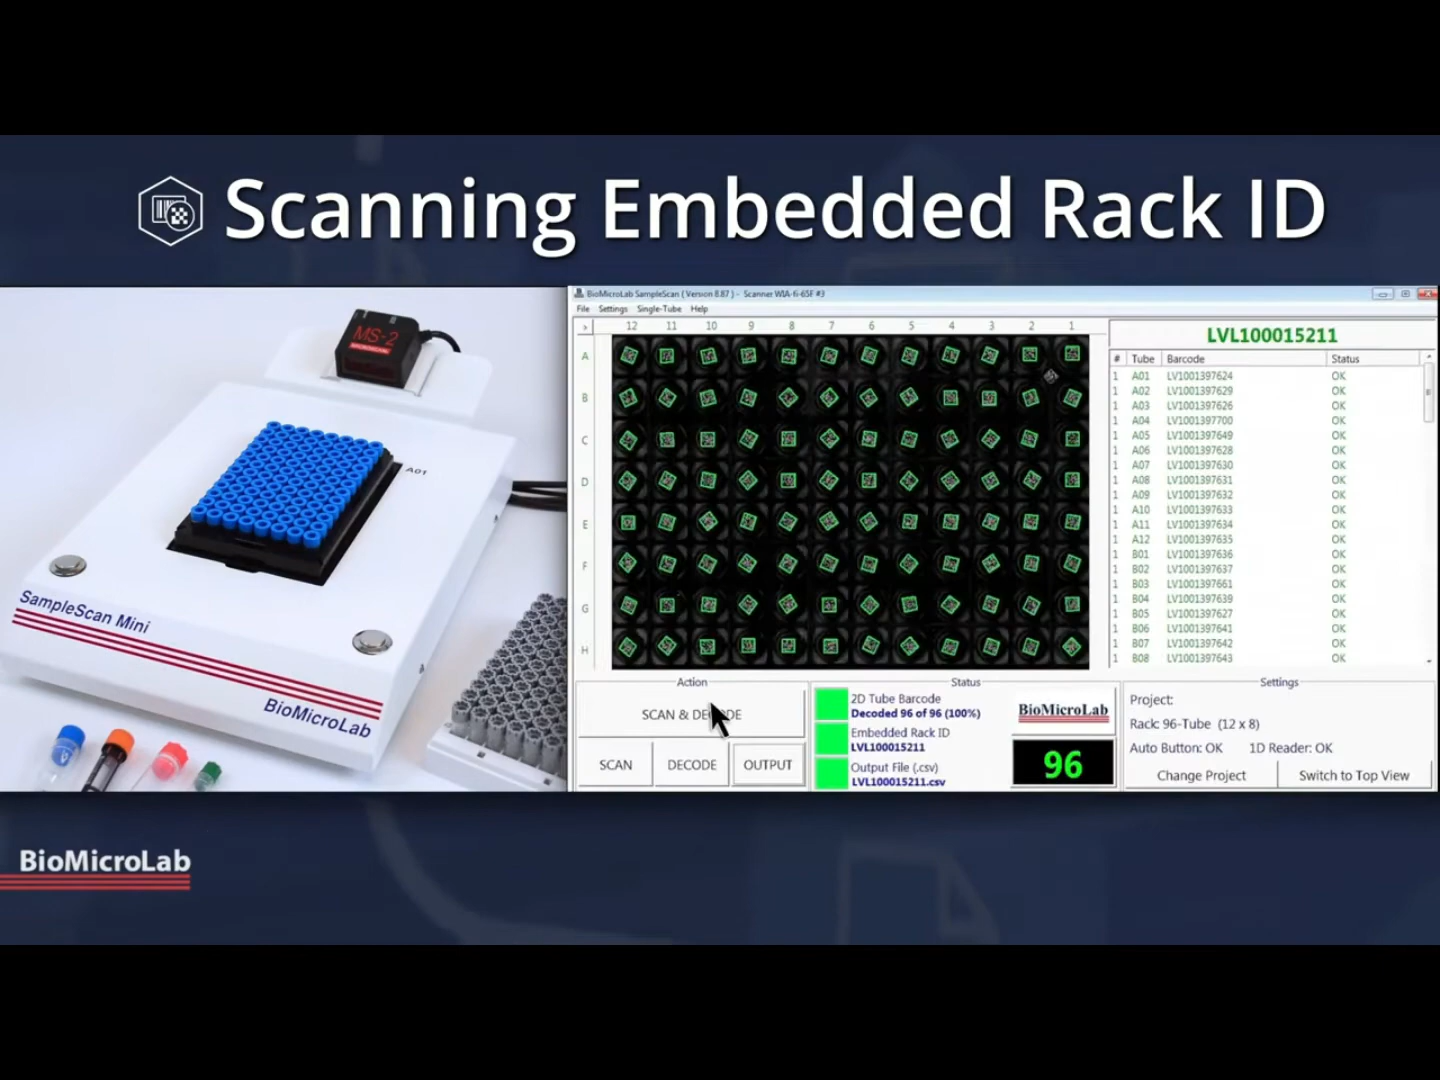 Scanning Embedded Rack ID
MS-2
A01
SampleScan Mini
BioMicroLab
BioMicroLab
BioMicroLab SampleScan ( Version 8.87 ) - Scanner WIA-fi-65F #3
File Settings Single-Tube Help
12 11 10 9 8 7 6 5 4 3 2 1
A
B
C
D
E
F
G
H
LVL100015211
# Tube Barcode Status
1 A01 LV1001397624 OK
1 A02 LV1001397629 OK
1 A03 LV1001397626 OK
1 A04 LV1001397700 OK
1 A05 LV1001397649 OK
1 A06 LV1001397628 OK
1 A07 LV1001397630 OK
1 A08 LV1001397631 OK
1 A09 LV1001397632 OK
1 A10 LV1001397633 OK
1 A11 LV1001397634 OK
1 A12 LV1001397635 OK
1 B01 LV1001397636 OK
1 B02 LV1001397637 OK
1 B03 LV1001397661 OK
1 B04 LV1001397639 OK
1 B05 LV1001397627 OK
1 B06 LV1001397641 OK
1 B07 LV1001397642 OK
1 B08 LV1001397643 OK
Action
SCAN & DECODE
SCAN DECODE OUTPUT
Status
2D Tube Barcode
Decoded 96 of 96 (100%)
Embedded Rack ID
LVL100015211
Output File (.csv)
LVL100015211.csv
BioMicroLab
96
Settings
Project:
Rack: 96-Tube (12 x 8)
Auto Button: OK 1D Reader: OK
Change Project Switch to Top View